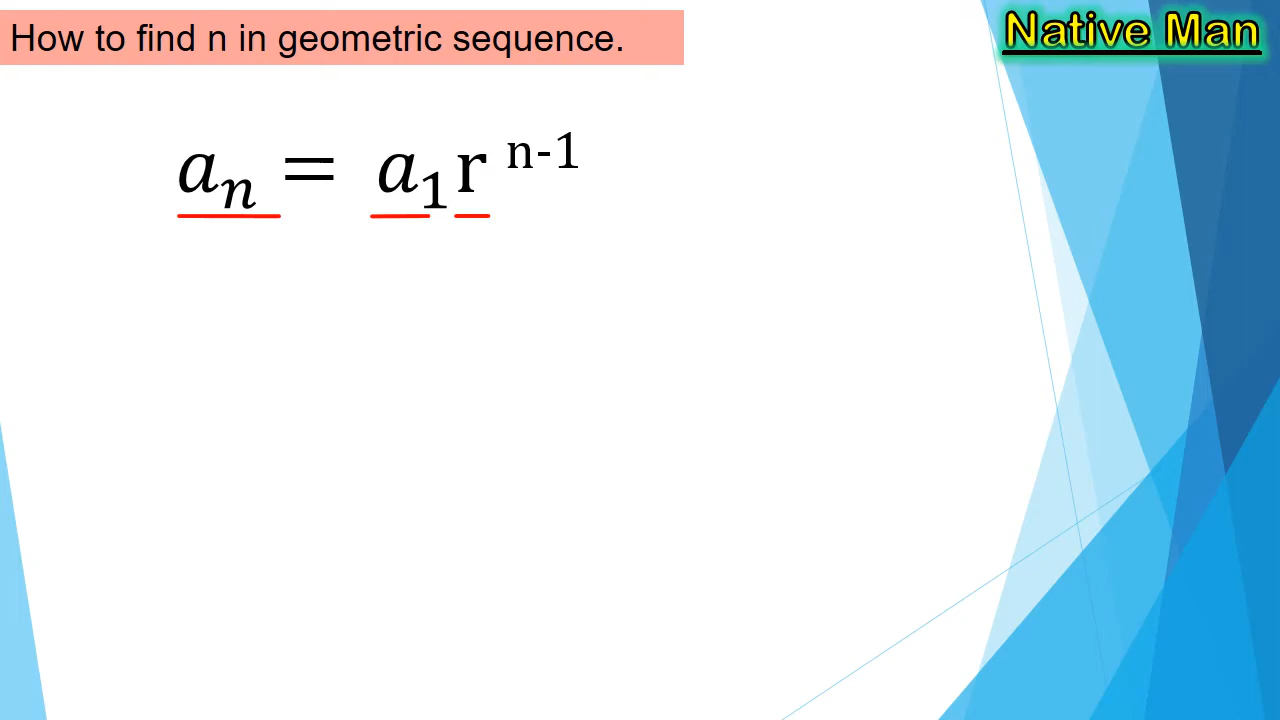 How to find n in geometric sequence.
Native Man
aₙ = a₁r ⁿ⁻¹